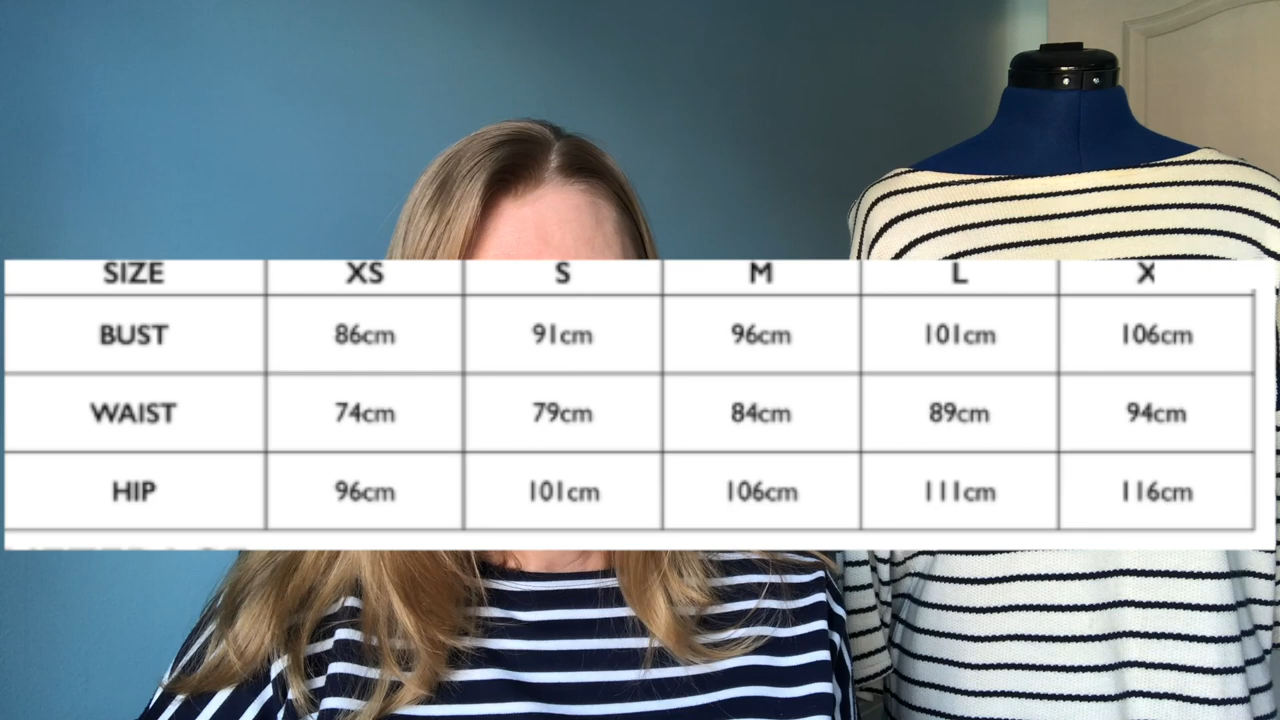 SIZE XS S M L X
BUST 86cm 91cm 96cm 101cm 106cm
WAIST 74cm 79cm 84cm 89cm 94cm
HIP 96cm 101cm 106cm 111cm 116cm